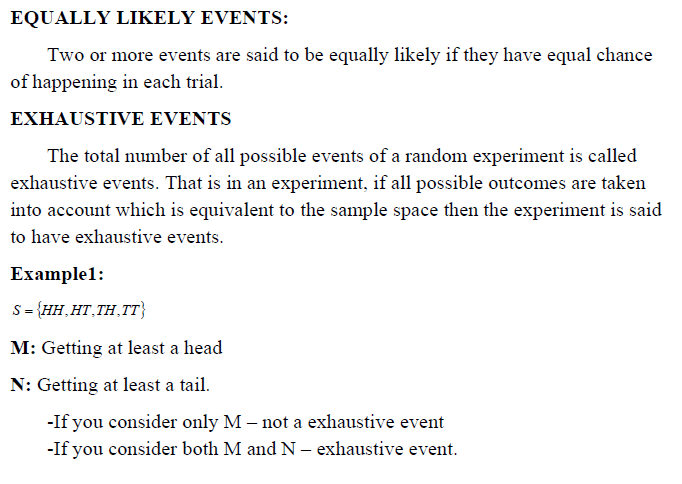 EQUALLY LIKELY EVENTS:
Two or more events are said to be equally likely if they have equal chance
of happening in each trial.
EXHAUSTIVE EVENTS
The total number of all possible events of a random experiment is called
exhaustive events. That is in an experiment, if all possible outcomes are taken
into account which is equivalent to the sample space then the experiment is said
to have exhaustive events.
Example1:
S = {HH, HT, TH, TT}
M: Getting at least a head
N: Getting at least a tail.
-If you consider only M – not a exhaustive event
-If you consider both M and N – exhaustive event.